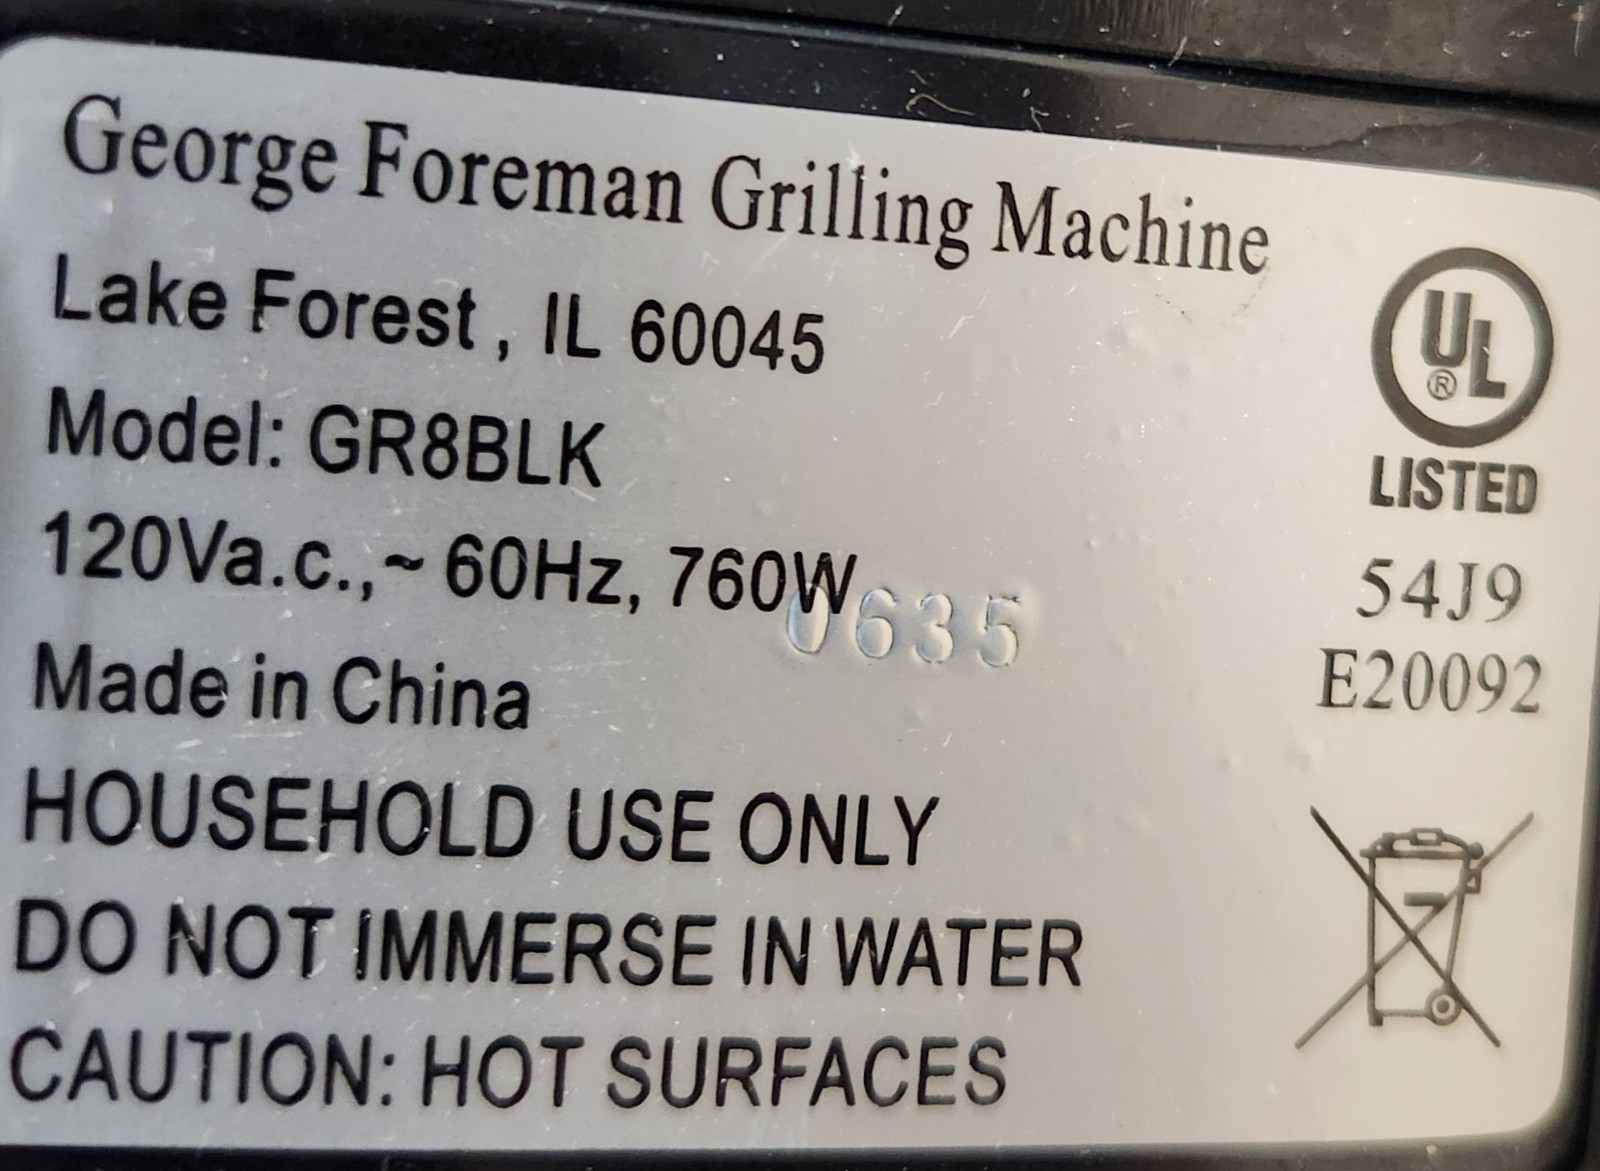 George Foreman Grilling Machine
Lake Forest , IL 60045
Model: GR8BLK
120Va.c.,~ 60Hz, 760W
0635
Made in China
HOUSEHOLD USE ONLY
DO NOT IMMERSE IN WATER
CAUTION: HOT SURFACES
UL
®
LISTED
54J9
E20092